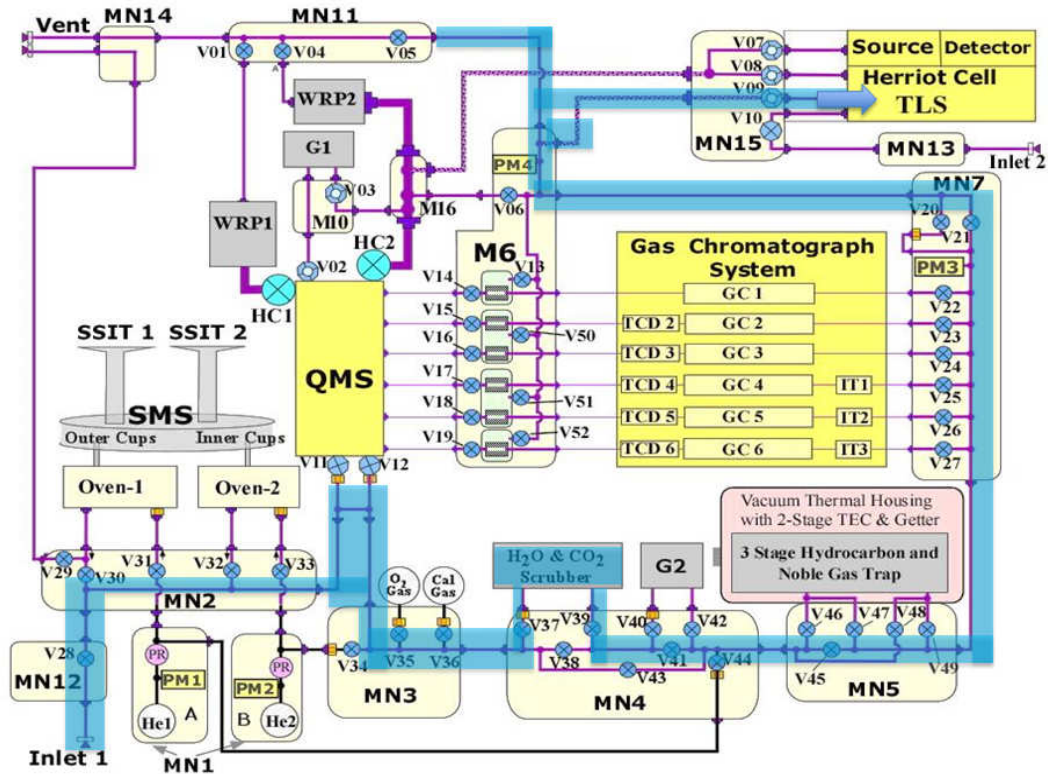 Vent
MN14
MN11
V01
V04
V05
A
WRP2
G1
V03
M10
M16
WRP1
V02
HC2
HC1
PM4
V06
M6
V07
V08
V09
V10
MN15
Source
Detector
Herriot Cell
TLS
MN13
Inlet 2
MN7
V20
V21
PM3
V22
V23
V24
V25
V26
V27
Gas Chromatograph
System
GC 1
TCD 2
GC 2
TCD 3
GC 3
TCD 4
GC 4
IT1
TCD 5
GC 5
IT2
TCD 6
GC 6
IT3
V13
V14
V15
V50
V16
V17
V51
V18
V52
V19
QMS
V11
V12
SSIT 1
SSIT 2
SMS
Outer Cups
Inner Cups
Oven-1
Oven-2
V29
V30
V31
V32
V33
MN2
V28
MN12
Inlet 1
PR
PM1
He1
A
PR
PM2
He2
B
MN1
O2 Gas
Cal Gas
V34
V35
V36
MN3
H2O & CO2
Scrubber
G2
V37
V39
V40
V42
V38
V41
V43
V44
MN4
Vacuum Thermal Housing
with 2-Stage TEC & Getter
3 Stage Hydrocarbon and
Noble Gas Trap
V46
V47
V48
V45
V49
MN5